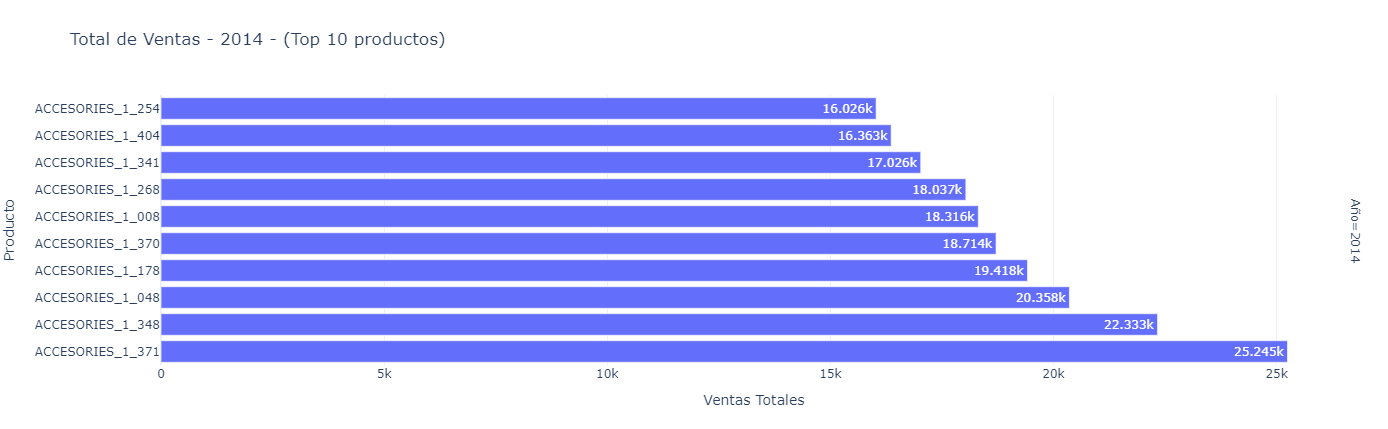 Total de Ventas - 2014 - (Top 10 productos)
Producto
ACCESORIES_1_254 16.026k
ACCESORIES_1_404 16.363k
ACCESORIES_1_341 17.026k
ACCESORIES_1_268 18.037k
ACCESORIES_1_008 18.316k
ACCESORIES_1_370 18.714k
ACCESORIES_1_178 19.418k
ACCESORIES_1_048 20.358k
ACCESORIES_1_348 22.333k
ACCESORIES_1_371 25.245k
0 5k 10k 15k 20k 25k
Ventas Totales
Año=2014